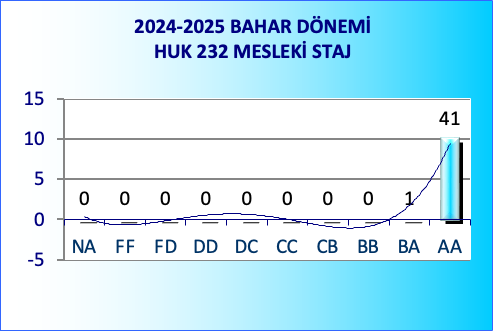 2024-2025 BAHAR DÖNEMİ
HUK 232 MESLEKİ STAJ
15
41
10
5
0 0 0 0 0 0 0 0 1
0
NA FF FD DD DC CC CB BB BA AA
-5